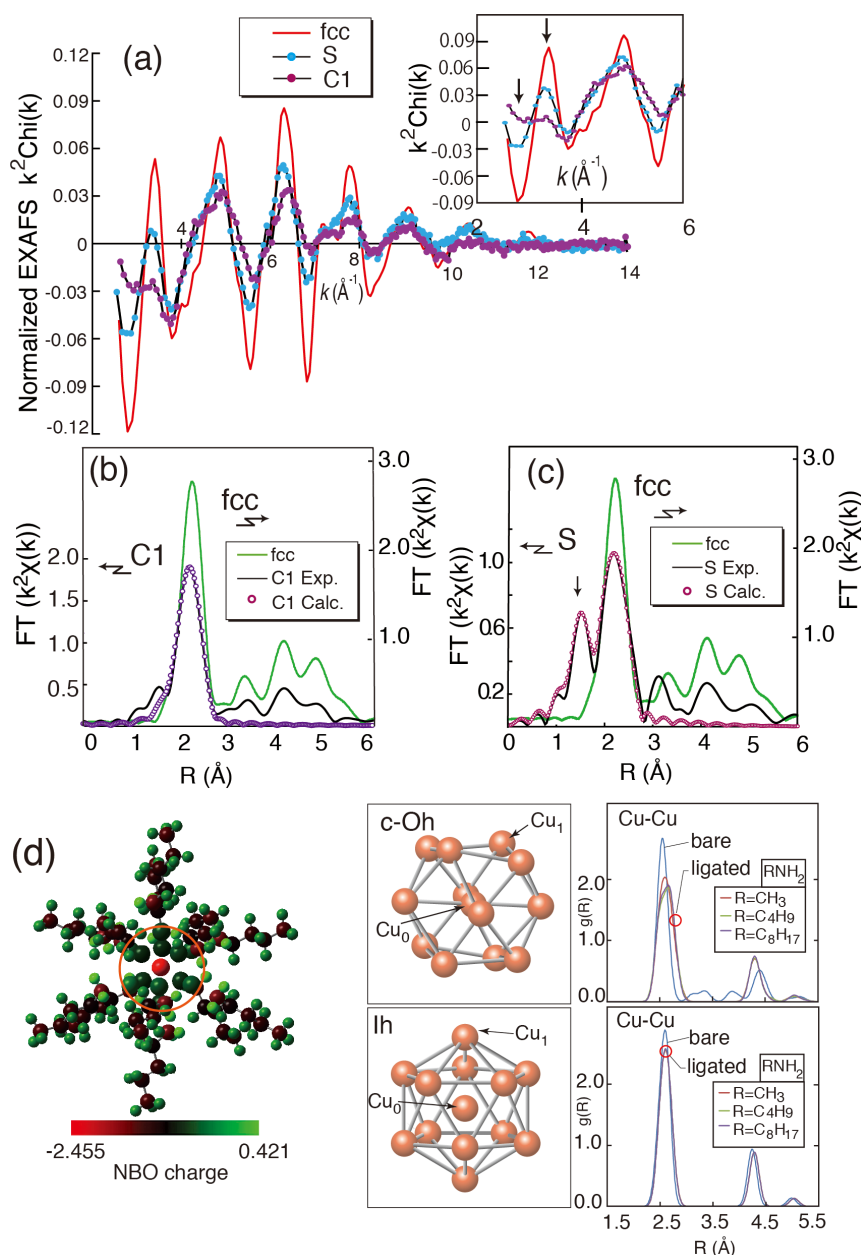 (a)
fcc
S
C1
Normalized EXAFS k²Chi(k)
0.12
0.09
0.06
0.03
0
-0.03
-0.06
-0.09
-0.12
4
6
8
10
12
14
k (Å⁻¹)
k²Chi(k)
0.09
0.06
0.03
0
-0.03
-0.06
-0.09
-0.09
k (Å⁻¹)
2
4
6
(b)
FT (k²χ(k))
2.0
1.5
1.0
0.5
C1
fcc
fcc
C1 Exp.
C1 Calc.
3.0
2.0
1.0
FT (k²χ(k))
0 1 2 3 4 5 6
R (Å)
(c)
FT (k²χ(k))
1.0
0.6
0.2
S
fcc
fcc
S Exp.
S Calc.
3.0
2.0
1.0
FT (k²χ(k))
0 1 2 3 4 5 6
R (Å)
(d)
-2.455 0.421
NBO charge
c-Oh
Cu₁
Cu₀
Cu-Cu
bare
ligated
RNH₂
R=CH₃
R=C₄H₉
R=C₈H₁₇
g(R)
2.0
1.0
0.0
Ih
Cu₁
Cu₀
Cu-Cu
bare
ligated
RNH₂
R=CH₃
R=C₄H₉
R=C₈H₁₇
g(R)
2.0
1.0
0.0
1.5 2.5 3.5 4.5 5.5
R (Å)